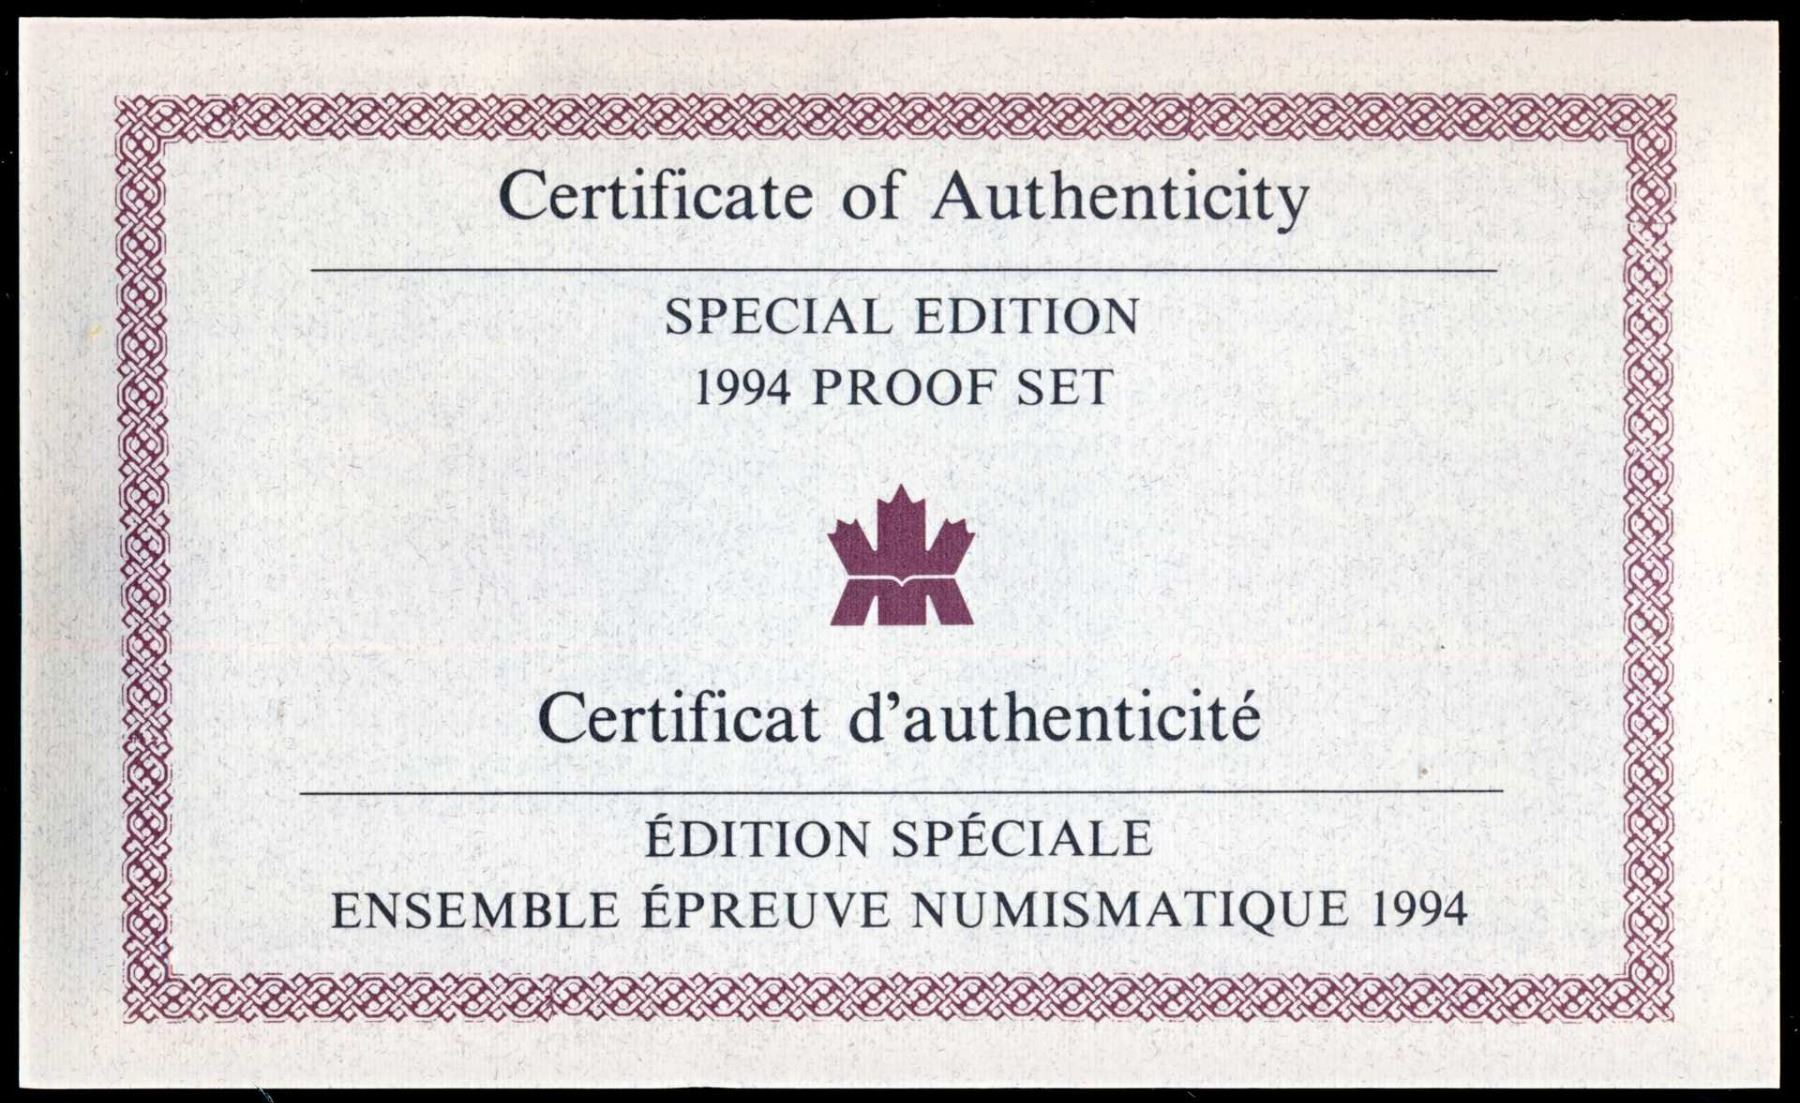 Certificate of Authenticity
SPECIAL EDITION
1994 PROOF SET
Certificat d'authenticité
ÉDITION SPÉCIALE
ENSEMBLE ÉPREUVE NUMISMATIQUE 1994